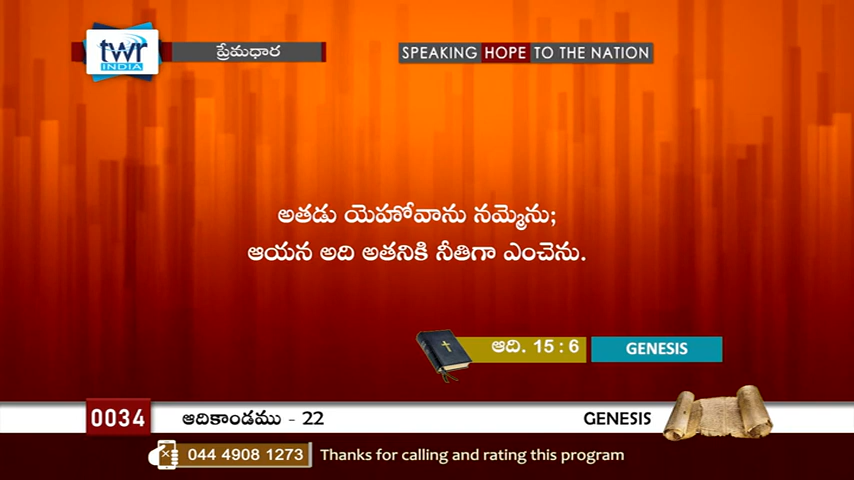 twr
INDIA
ప్రేమధార
SPEAKING HOPE TO THE NATION
అతడు యెహోవాను నమ్మెను;
ఆయన అది అతనికి నీతిగా ఎంచెను.
ఆది. 15 : 6
GENESIS
0034
ఆదికాండము - 22
GENESIS
044 4908 1273
Thanks for calling and rating this program